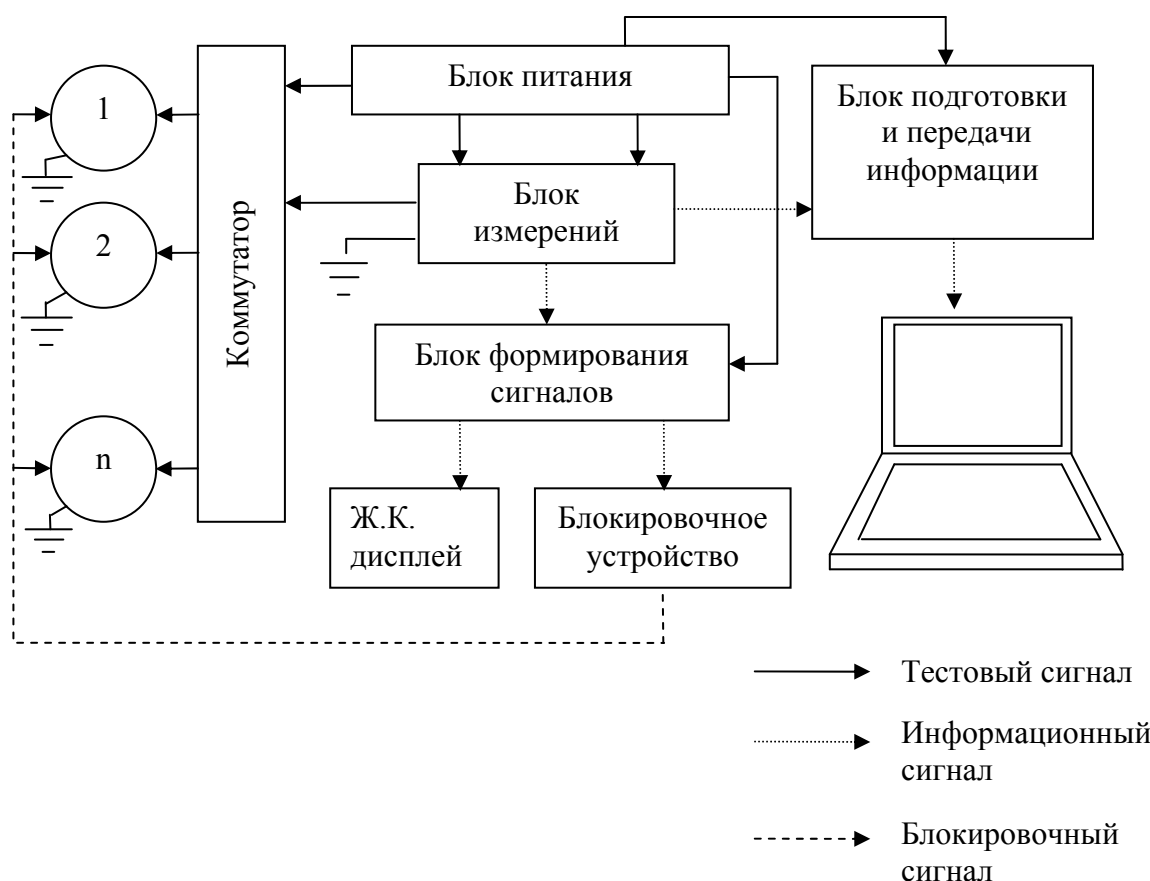 Блок питания
Блок подготовки
и передачи
информации
1
Блок
измерений
2
Коммутатор
Блок формирования
сигналов
n
Ж.К.
дисплей
Блокировочное
устройство
Тестовый сигнал
Информационный
сигнал
Блокировочный
сигнал